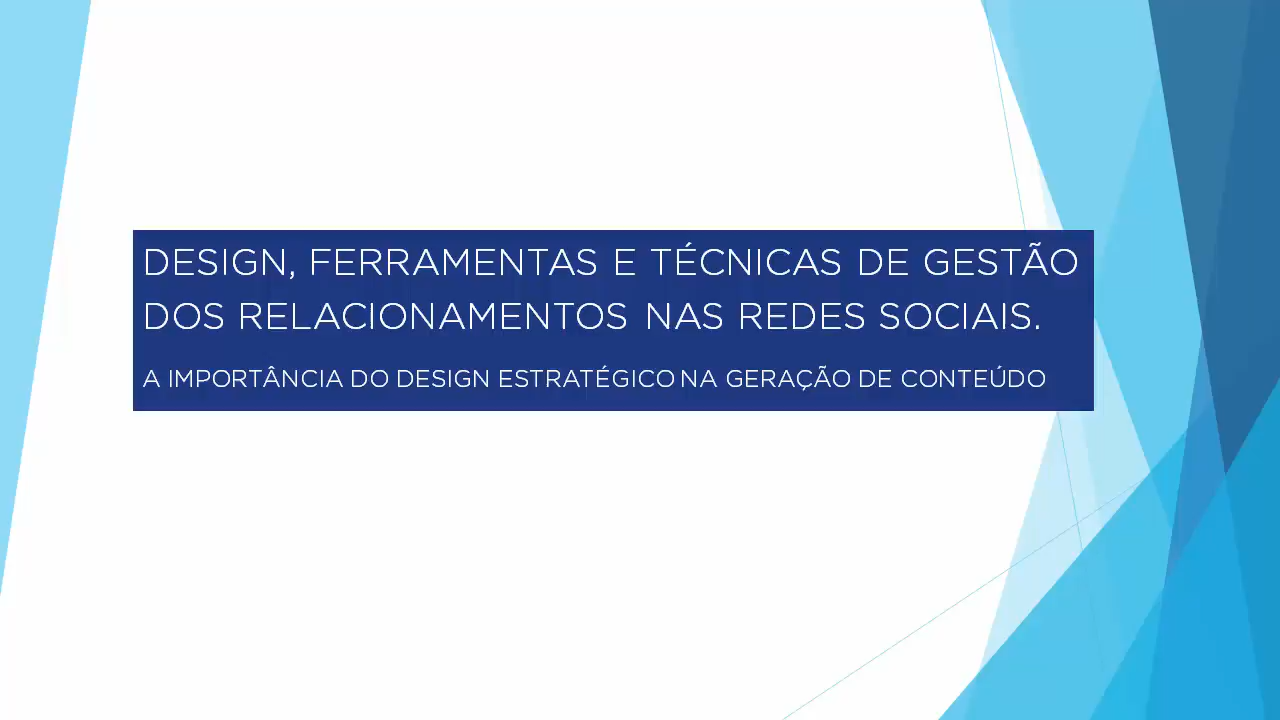 DESIGN, FERRAMENTAS E TÉCNICAS DE GESTÃO
DOS RELACIONAMENTOS NAS REDES SOCIAIS.
A IMPORTÂNCIA DO DESIGN ESTRATÉGICO NA GERAÇÃO DE CONTEÚDO